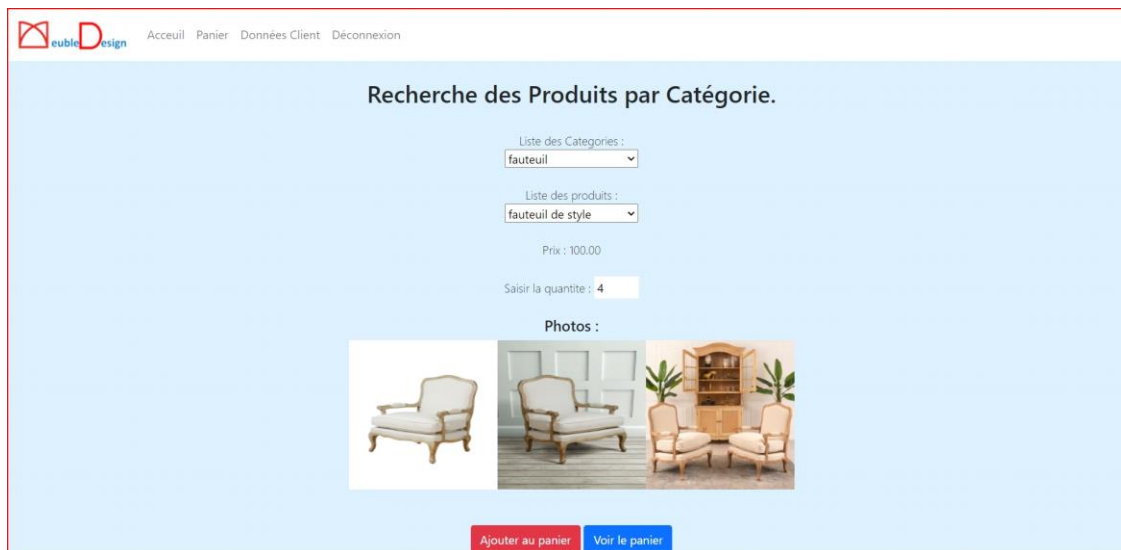 MeubleDesign
Acceuil Panier Données Client Déconnexion
Recherche des Produits par Catégorie.
Liste des Categories :
fauteuil
Liste des produits :
fauteuil de style
Prix : 100.00
Saisir la quantite : 4
Photos :
Ajouter au panier Voir le panier